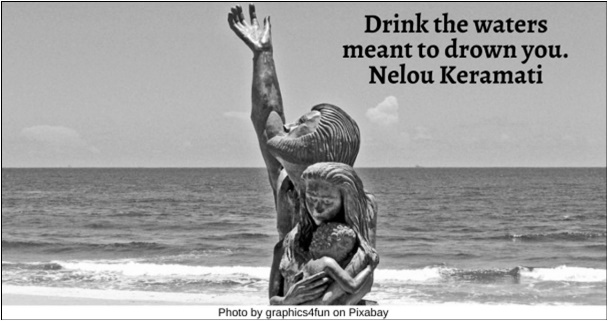 Drink the waters
meant to drown you.
Nelou Keramati
Photo by graphics4fun on Pixabay